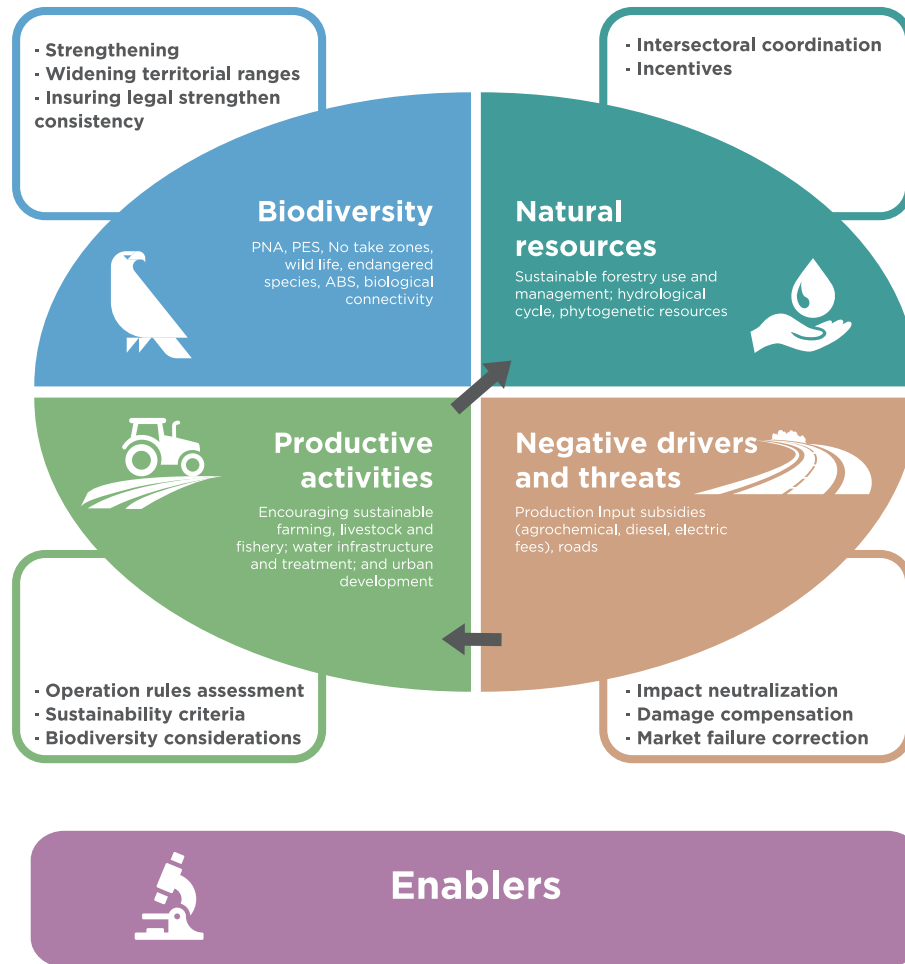 - Strengthening
- Widening territorial ranges
- Insuring legal strengthen
consistency
- Intersectoral coordination
- Incentives
Biodiversity
PNA, PES, No take zones,
wild life, endangered
species, ABS, biological
connectivity
Natural
resources
Sustainable forestry use and
management; hydrological
cycle, phytogenetic resources
Productive
activities
Encouraging sustainable
farming, livestock and
fishery; water infrastructure
and treatment; and urban
development
Negative drivers
and threats
Production Input subsidies
(agrochemical, diesel, electric
fees), roads
- Operation rules assessment
- Sustainability criteria
- Biodiversity considerations
- Impact neutralization
- Damage compensation
- Market failure correction
Enablers